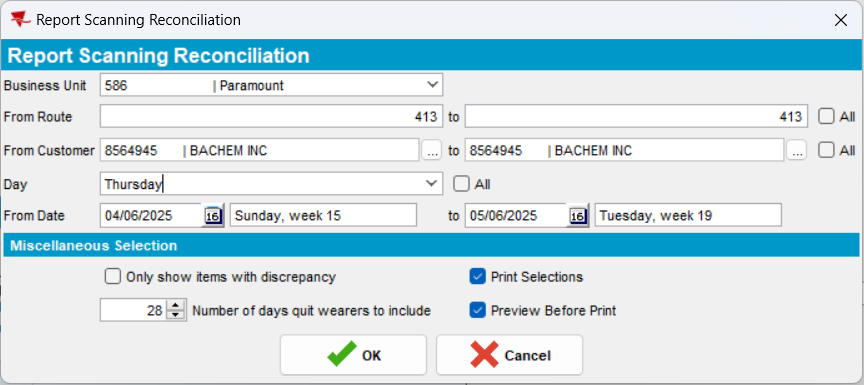 Report Scanning Reconciliation
Report Scanning Reconciliation
Business Unit 586 | Paramount
From Route 413 to 413 All
From Customer 8564945 | BACHEM INC ... to 8564945 | BACHEM INC ... All
Day Thursday All
From Date 04/06/2025 16 Sunday, week 15 to 05/06/2025 16 Tuesday, week 19
Miscellaneous Selection
Only show items with discrepancy Print Selections
28 Number of days quit wearers to include Preview Before Print
OK Cancel